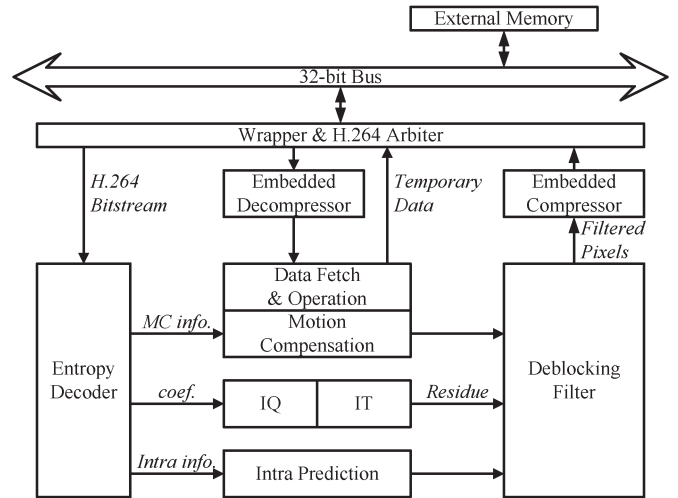 External Memory
32-bit Bus
Wrapper & H.264 Arbiter
H.264
Bitstream
Embedded
Decompressor
Temporary
Data
Embedded
Compressor
Filtered
Pixels
Data Fetch
& Operation
MC info.
Motion
Compensation
Entropy
Decoder
coef.
IQ
IT
Residue
Deblocking
Filter
Intra info.
Intra Prediction